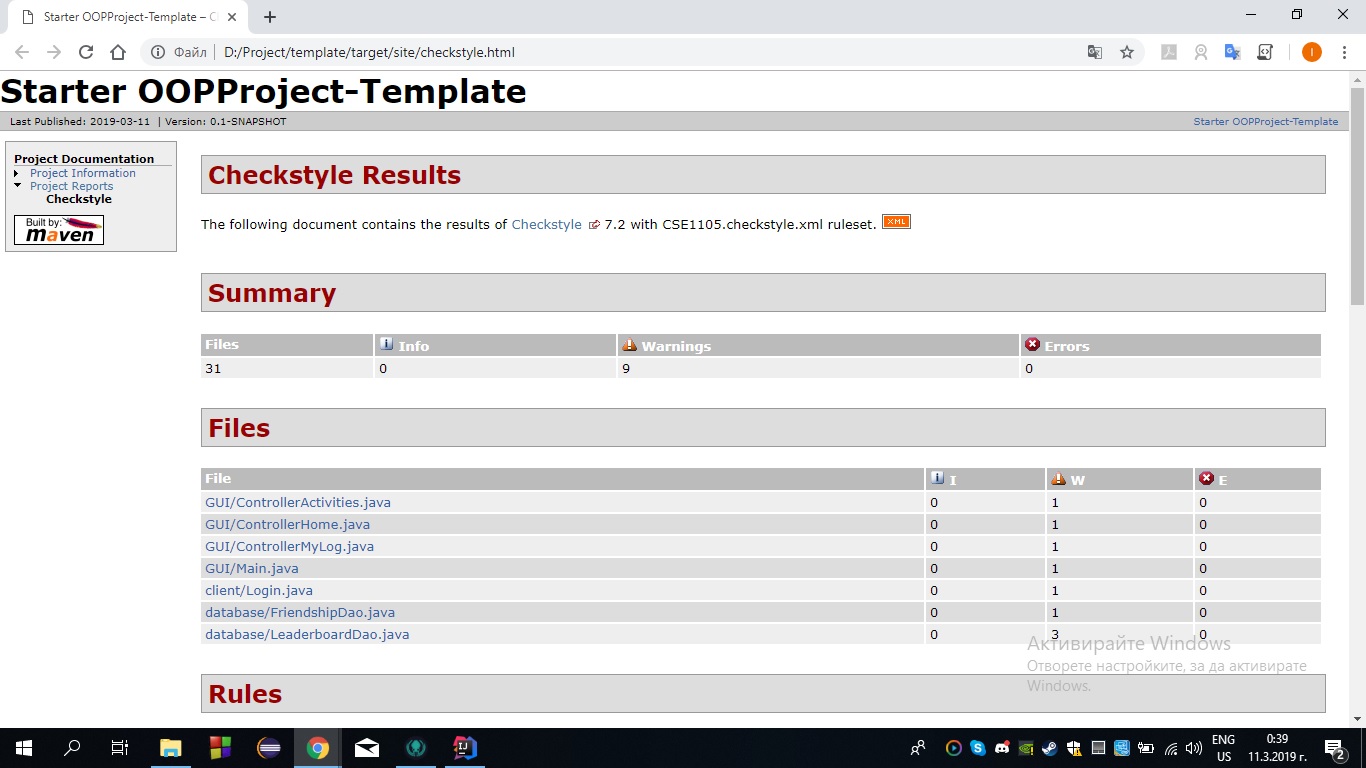 Starter OOPProject-Template – C
Файл | D:/Project/template/target/site/checkstyle.html
Starter OOPProject-Template
Last Published: 2019-03-11 | Version: 0.1-SNAPSHOT Starter OOPProject-Template
Project Documentation
Project Information
Project Reports
Checkstyle
Built by:
maven
Checkstyle Results
The following document contains the results of Checkstyle 7.2 with CSE1105.checkstyle.xml ruleset. XML
Summary
Files Info Warnings Errors
31 0 9 0
Files
File I W E
GUI/ControllerActivities.java 0 1 0
GUI/ControllerHome.java 0 1 0
GUI/ControllerMyLog.java 0 1 0
GUI/Main.java 0 1 0
client/Login.java 0 1 0
database/FriendshipDao.java 0 1 0
database/LeaderboardDao.java 0 3 0
Активирайте Windows
Отворете настройките, за да активирате
Windows.
Rules
ENG
US
0:39
11.3.2019 г.
2